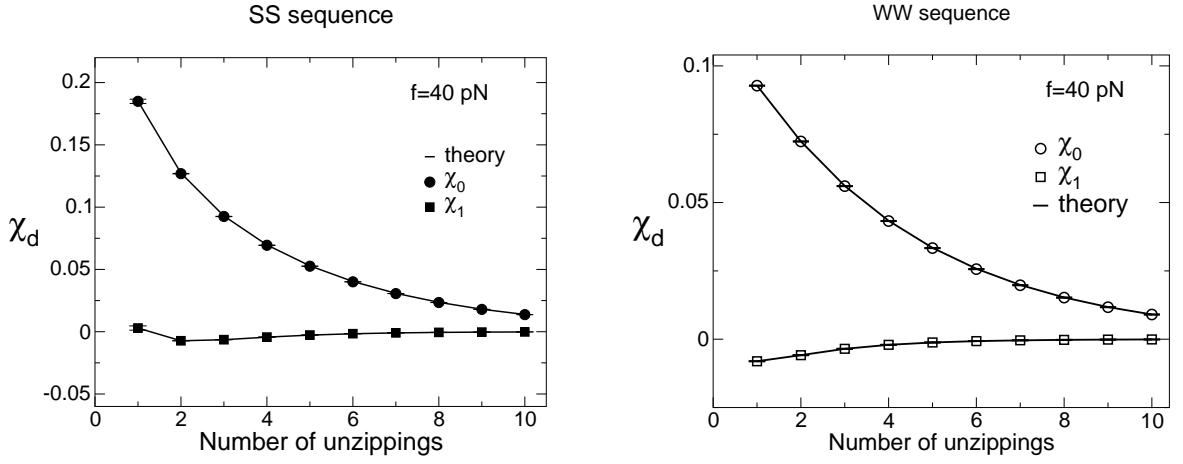 SS sequence
0.2
0.15
0.1
0.05
0
-0.05
χd
f=40 pN
theory
χ0
χ1
0 2 4 6 8 10
Number of unzippings
WW sequence
0.1
0.05
0
χd
f=40 pN
χ0
χ1
theory
0 2 4 6 8 10
Number of unzippings